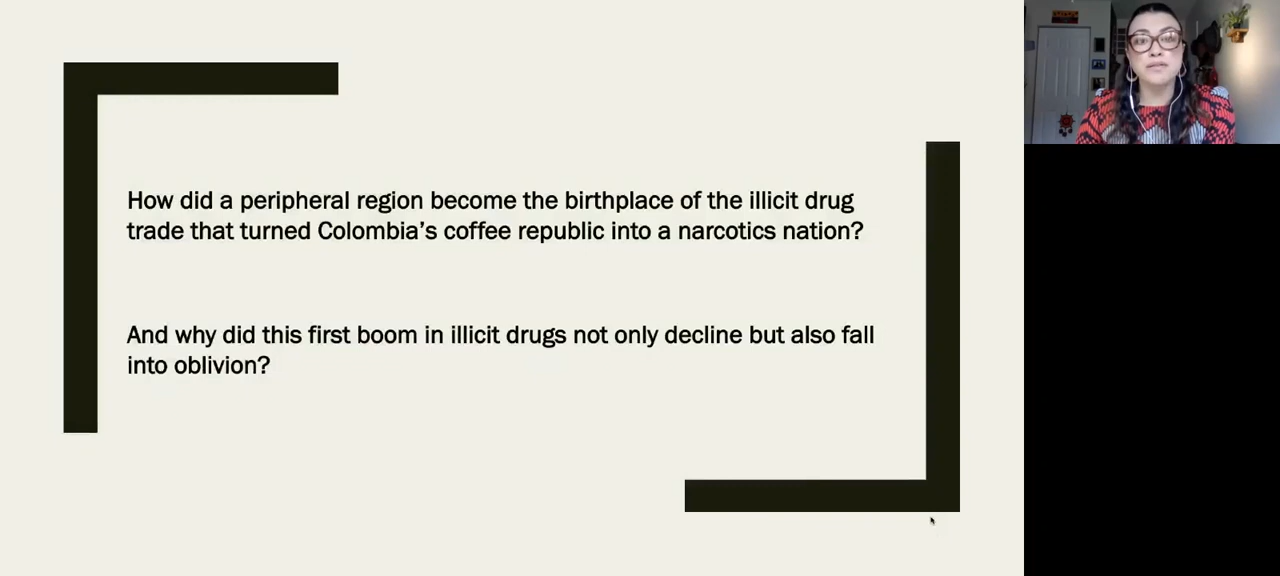 How did a peripheral region become the birthplace of the illicit drug
trade that turned Colombia’s coffee republic into a narcotics nation?
And why did this first boom in illicit drugs not only decline but also fall
into oblivion?